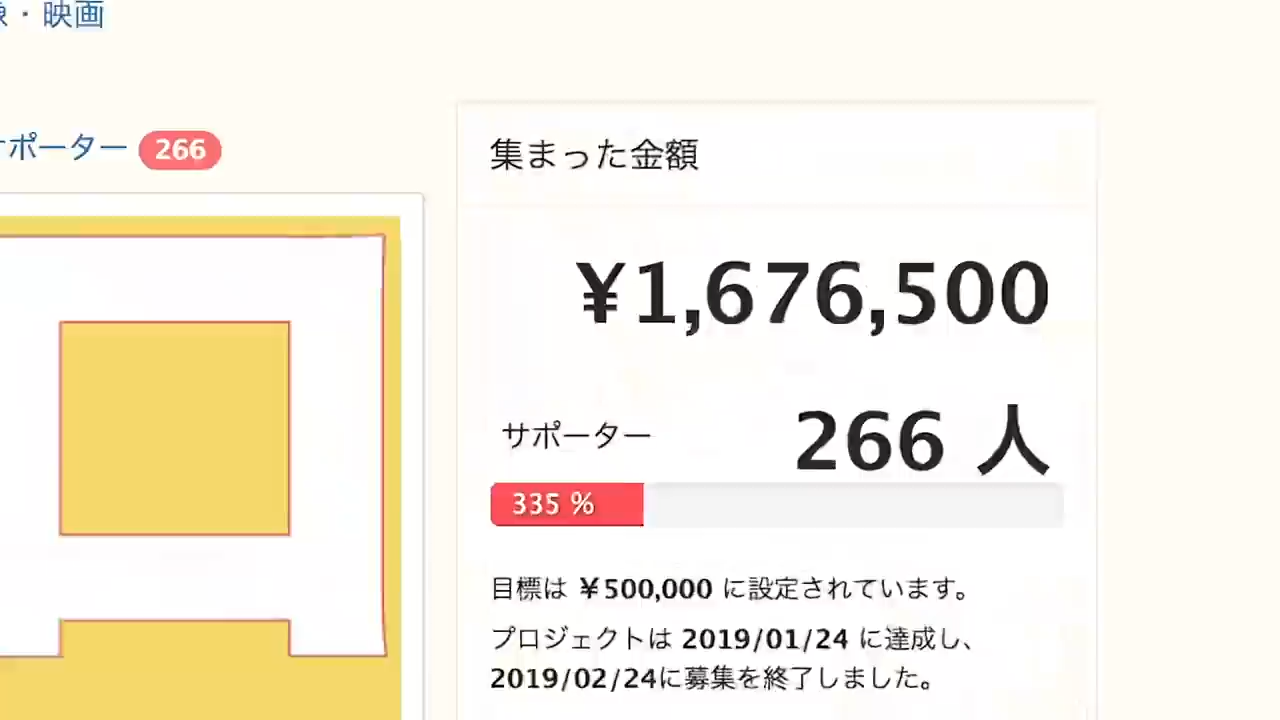 ・映画
ポーター 266
集まった金額
¥1,676,500
サポーター 266 人
335 %
目標は ¥500,000 に設定されています。
プロジェクトは 2019/01/24 に達成し、
2019/02/24に募集を終了しました。